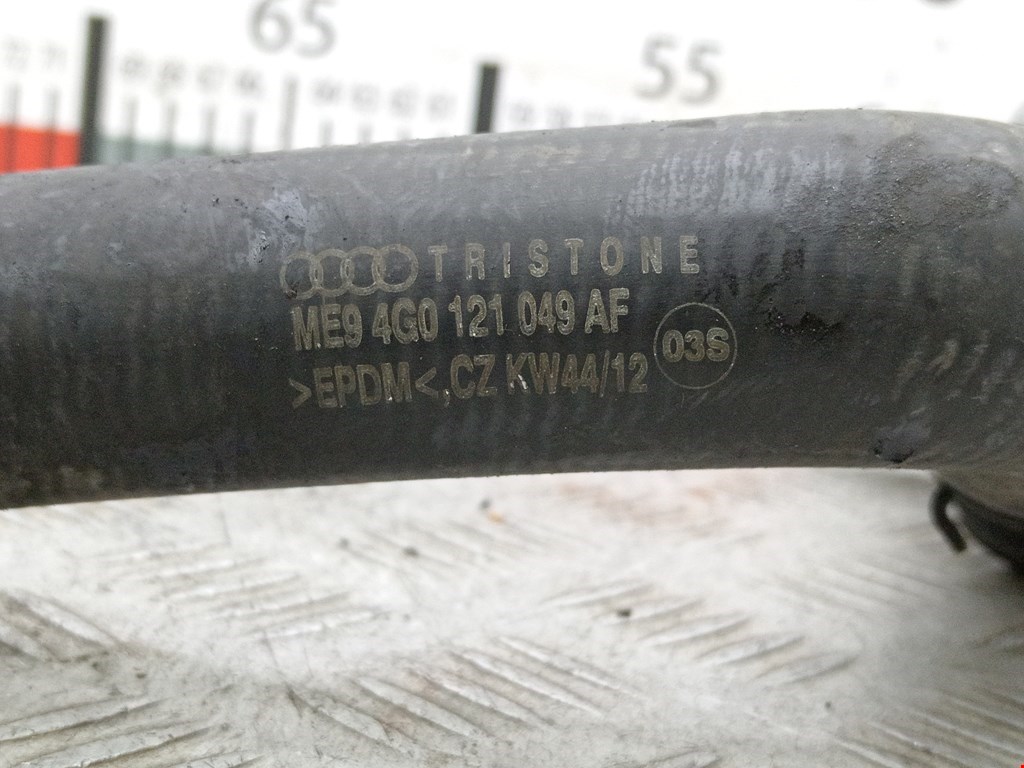 65
55
TRISTONE
ME9 4G0 121 049 AF
03S
>EPDM< CZ KW44/12